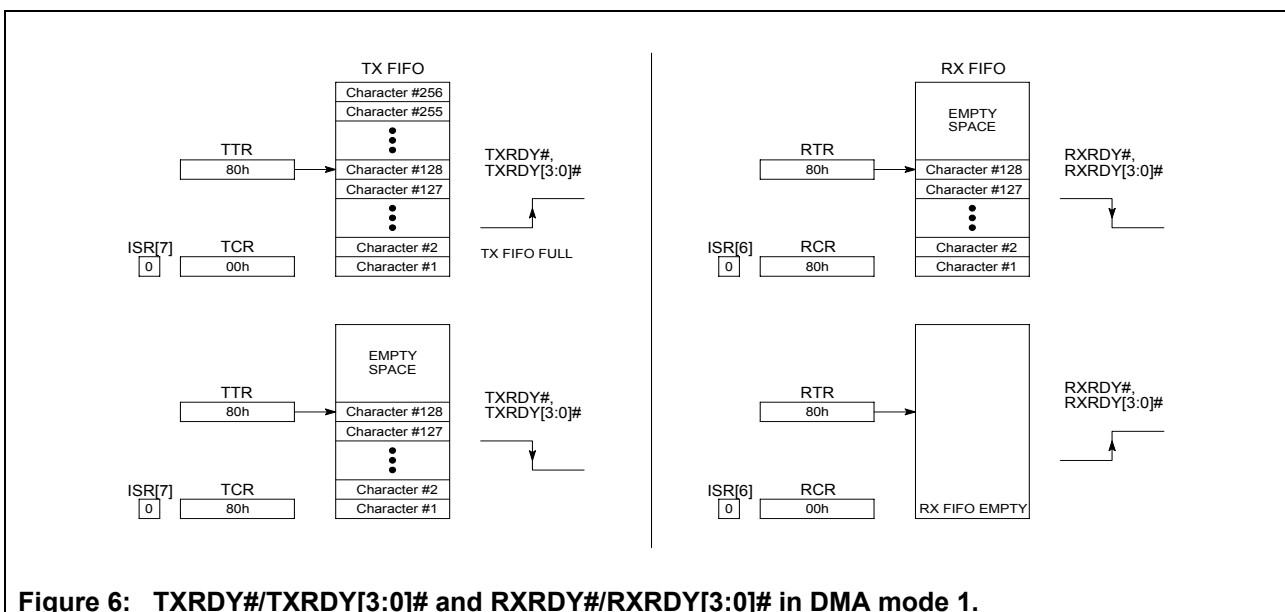 TX FIFO
Character #256
Character #255
TTR
80h
Character #128
Character #127
TXRDY#,
TXRDY[3:0]#
ISR[7]
TCR
0
00h
Character #2
Character #1
TX FIFO FULL
RX FIFO
EMPTY
SPACE
RTR
80h
Character #128
Character #127
RXRDY#,
RXRDY[3:0]#
ISR[6]
RCR
0
80h
Character #2
Character #1
EMPTY
SPACE
TTR
80h
Character #128
Character #127
TXRDY#,
TXRDY[3:0]#
ISR[7]
TCR
0
80h
Character #2
Character #1
RTR
80h
RXRDY#,
RXRDY[3:0]#
ISR[6]
RCR
0
00h
RX FIFO EMPTY
Figure 6: TXRDY#/TXRDY[3:0]# and RXRDY#/RXRDY[3:0]# in DMA mode 1.